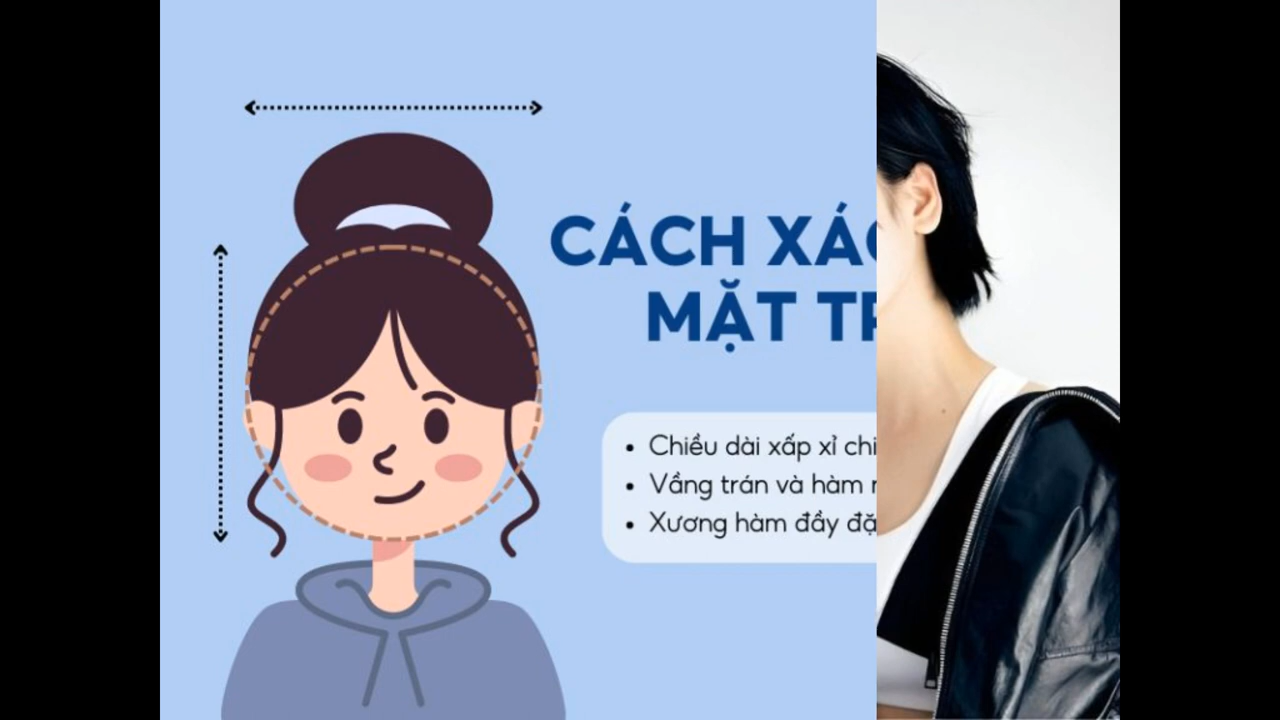 CÁCH XÁC
MẶT TR
Chiều dài xấp xỉ chi
Vầng trán và hàm
Xương hàm đầy đặ